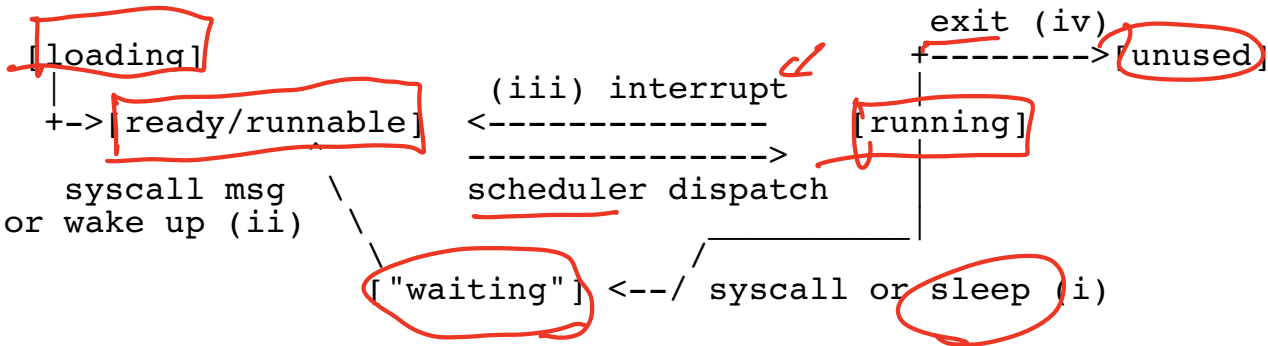 exit (iv)
[loading] +-------->[unused]
| (iii) interrupt |
+->[ready/runnable] <-------------- [running]
^ ---------------> |
syscall msg \ scheduler dispatch |
or wake up (ii) \ __________|
\ /
["waiting"] <--/ syscall or sleep (i)